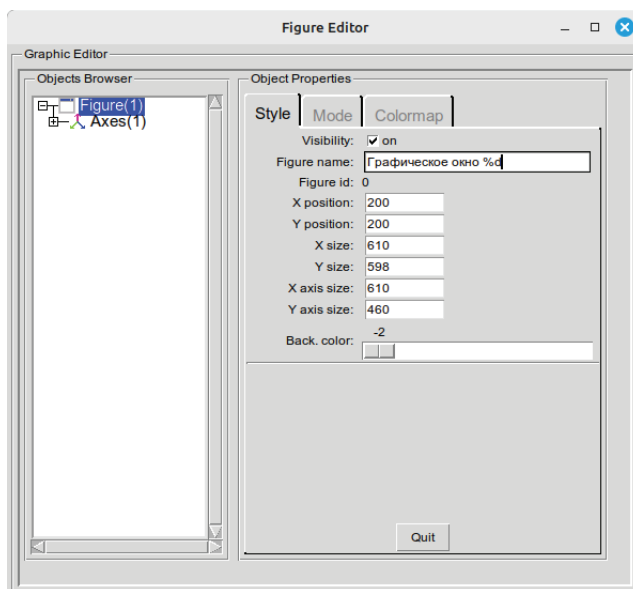 Figure Editor
Graphic Editor
Objects Browser
Figure(1)
Axes(1)
Object Properties
Style Mode Colormap
Visibility: on
Figure name: Графическое окно %d
Figure id: 0
X position: 200
Y position: 200
X size: 610
Y size: 598
X axis size: 610
Y axis size: 460
-2
Back. color:
Quit